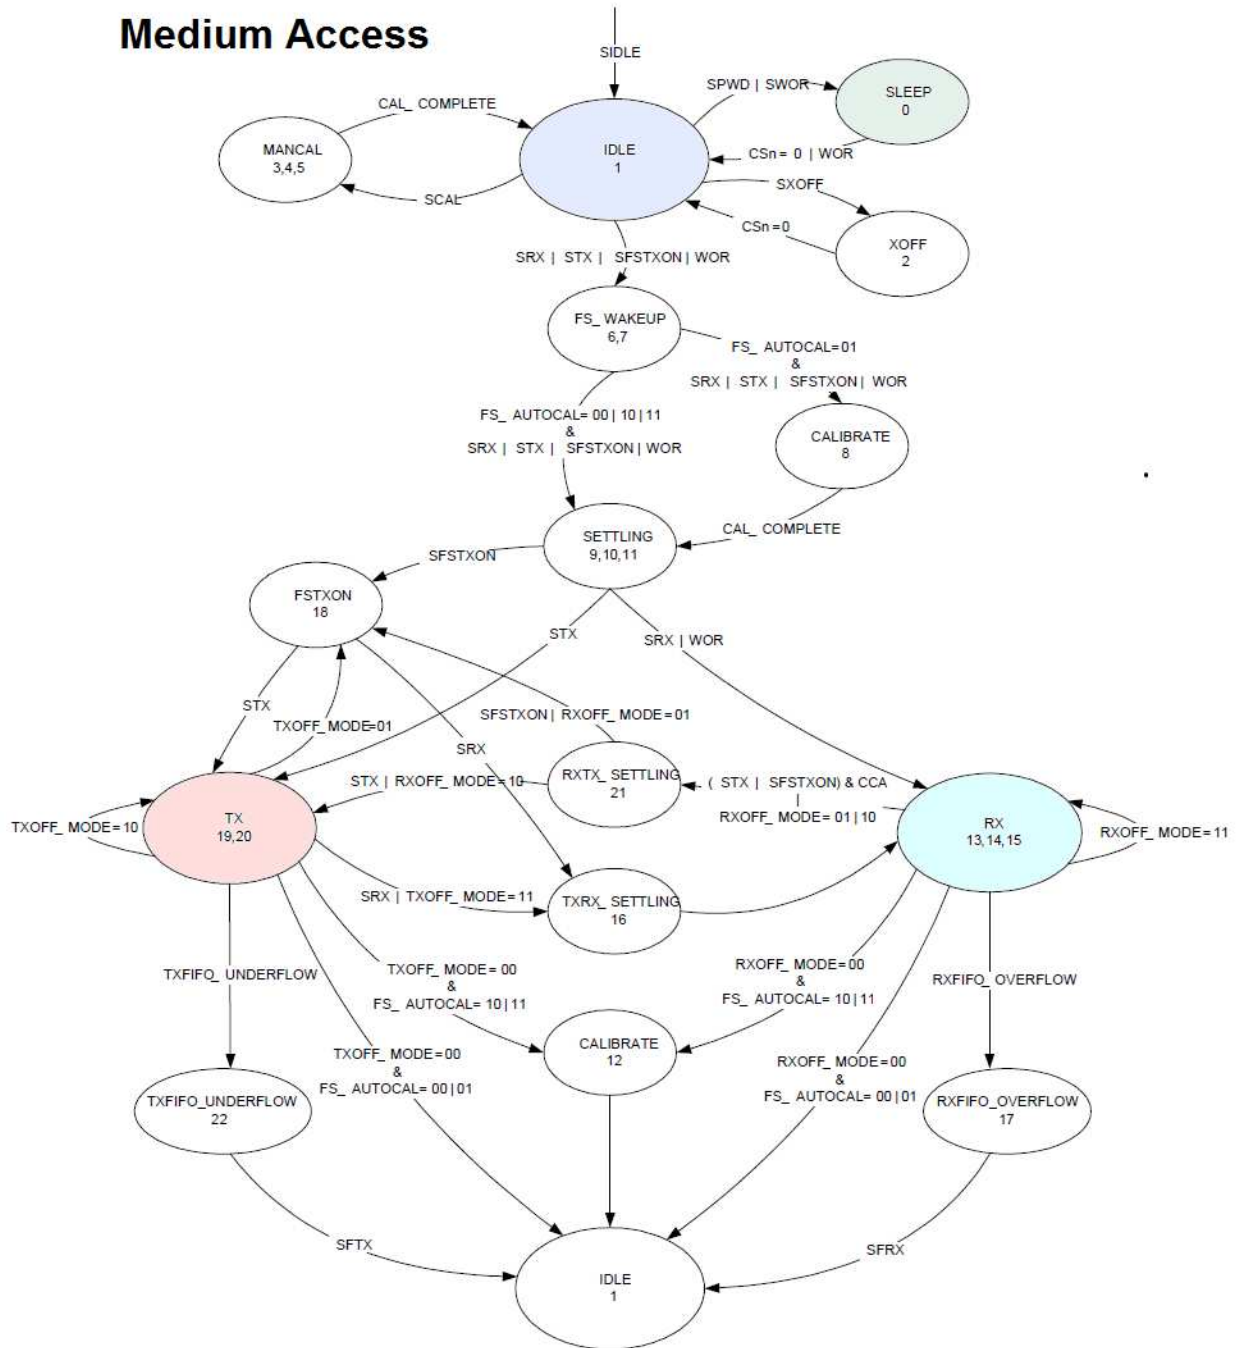 Medium Access
SIDLE
SPWD | SWOR
SLEEP
0
CAL_ COMPLETE
MANCAL
3,4,5
IDLE
1
CSn = 0 | WOR
SXOFF
SCAL
CSn =0
XOFF
2
SRX | STX | SFSTXON | WOR
FS_ WAKEUP
6,7
FS_ AUTOCAL= 01
&
SRX | STX | SFSTXON | WOR
FS_ AUTOCAL= 00 | 10 | 11
&
SRX | STX | SFSTXON | WOR
CALIBRATE
8
CAL_ COMPLETE
SETTLING
9,10,11
SFSTXON
FSTXON
18
STX
SRX | WOR
STX
TXOFF_ MODE=01
SFSTXON | RXOFF_ MODE = 01
SRX
STX | RXOFF_ MODE= 10
RXTX_ SETTLING
21
( STX | SFSTXON) & CCA
|
RXOFF_ MODE= 01 | 10
TXOFF_ MODE= 10
TX
19,20
RX
13,14,15
RXOFF_ MODE= 11
SRX | TXOFF_ MODE= 11
TXRX_ SETTLING
16
TXFIFO_ UNDERFLOW
TXOFF_ MODE= 00
&
FS_ AUTOCAL= 10 | 11
RXOFF_ MODE=00
&
FS_ AUTOCAL= 10 | 11
RXFIFO_ OVERFLOW
CALIBRATE
12
TXOFF_ MODE=00
&
FS_ AUTOCAL= 00 | 01
RXOFF_ MODE=00
&
FS_ AUTOCAL= 00 | 01
TXFIFO_UNDERFLOW
22
RXFIFO_OVERFLOW
17
SFTX
SFRX
IDLE
1